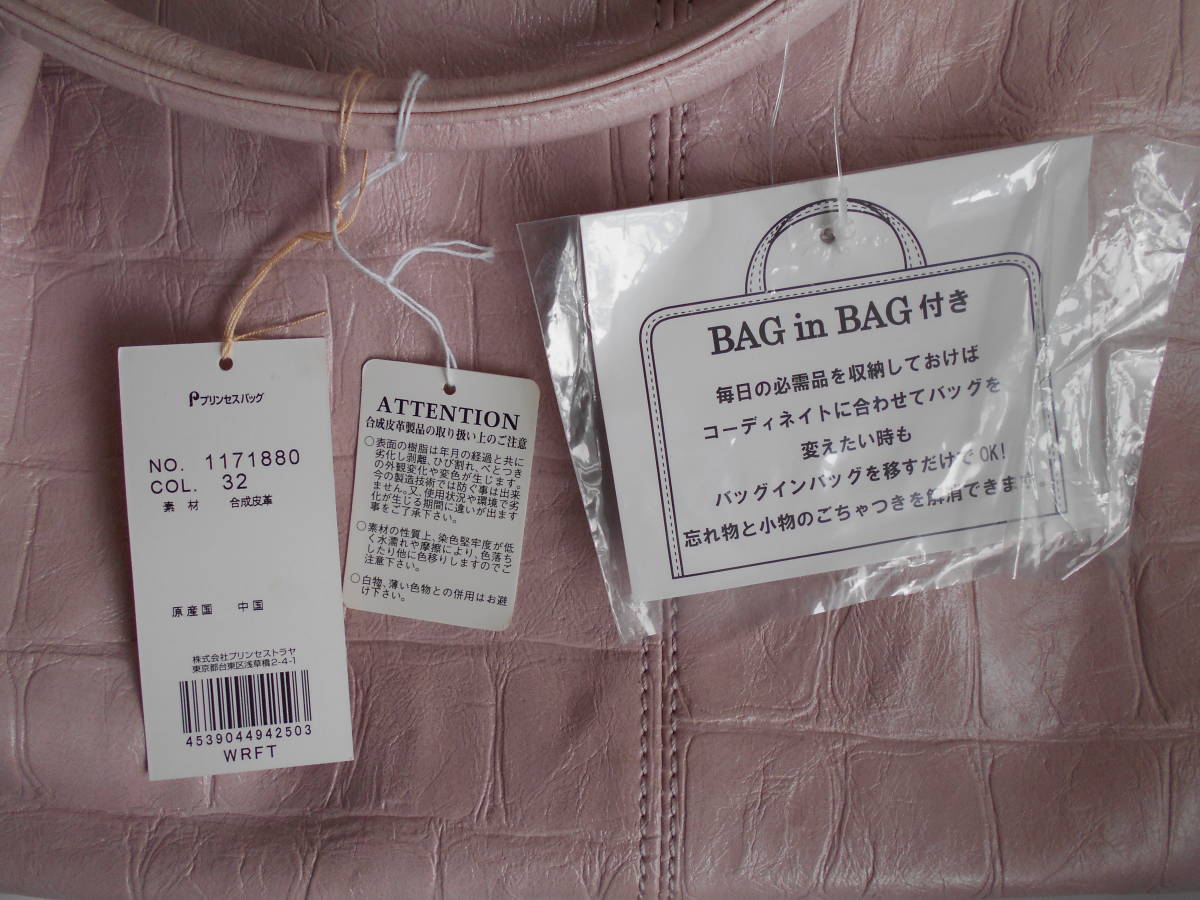 Pプリンセスバッグ
NO. 1171880
COL. 32
素 材 合成皮革
原産国 中国
株式会社プリンセストラヤ
東京都台東区浅草橋2-4-1
4539044942503
WRFT
ATTENTION
合成皮革製品の取り扱い上のご注意
○表面の樹脂は年月の経過と共に
劣化し剥離、ひび割れ、べとつき
の外観変化や変色が生じます。
今の製造技術では防ぐ事は出来
ません。又、使用状況や環境で劣
化が生じる期間に違いが出ます
事をご了承下さい。
○素材の性質上、染色堅牢度が低
く水濡れや摩擦により、色落ち
したり他に色移りしますのでご
注意下さい。
○白物、薄い色物との併用はお避
け下さい。
BAG in BAG 付き
毎日の必需品を収納しておけば
コーディネイトに合わせてバッグを
変えたい時も
バッグインバッグを移すだけでOK!
忘れ物と小物のごちゃつきを解消できます